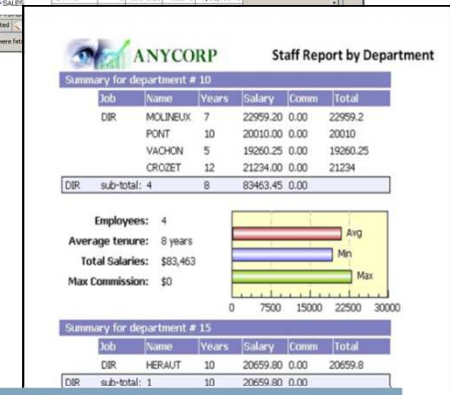 SALES
ted
were fetc
ANYCORP
Staff Report by Department
Summary for department # 10
Job Name Years Salary Comm Total
DIR MOLINEUX 7 22959.20 0.00 22959.2
PONT 10 20010.00 0.00 20010
VACHON 5 19260.25 0.00 19260.25
CROZET 12 21234.00 0.00 21234
DIR sub-total: 4 8 83463.45 0.00
Employees: 4
Average tenure: 8 years
Total Salaries: $83,463
Max Commission: $0
Avg
Min
Max
0 7500 15000 22500 30000
Summary for department # 15
Job Name Years Salary Comm Total
DIR HERAUT 10 20659.80 0.00 20659.8
DIR sub-total: 1 10 20659.80 0.00